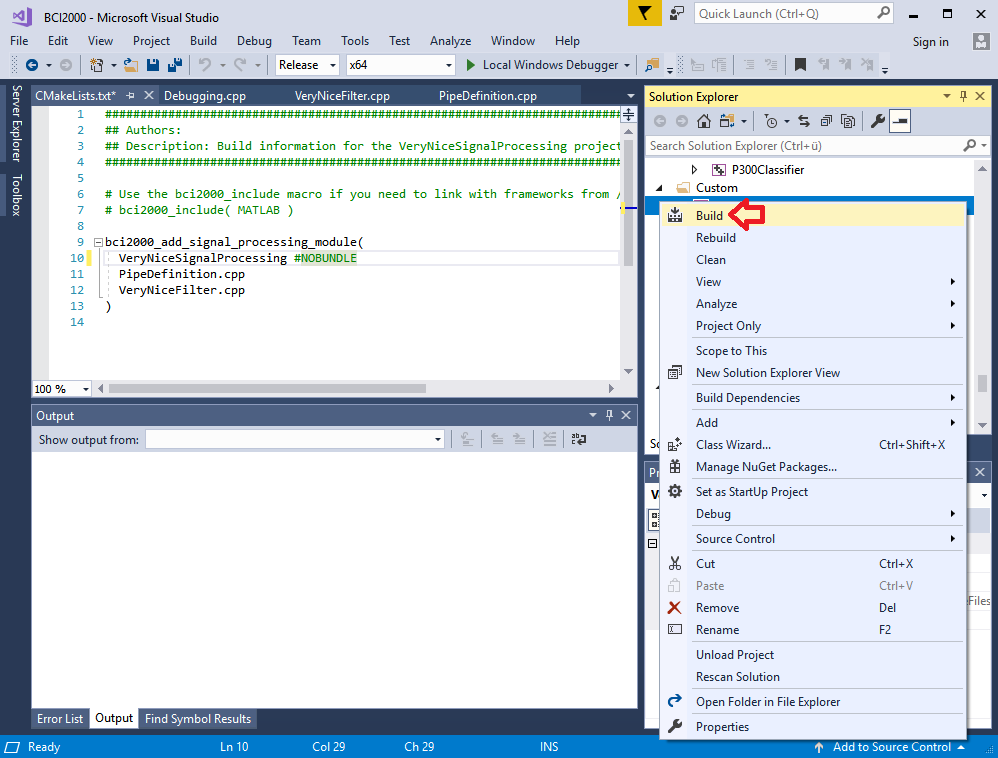 BCI2000 - Microsoft Visual Studio
Quick Launch (Ctrl+Q)
File Edit View Project Build Debug Team Tools Test Analyze Window Help
Sign in
Release x64 Local Windows Debugger
Server Explorer
Toolbox
CMakeLists.txt* Debugging.cpp VeryNiceFilter.cpp PipeDefinition.cpp
1 ##########################################################################
2 ## Authors:
3 ## Description: Build information for the VeryNiceSignalProcessing project
4 ##########################################################################
5
6 # Use the bci2000_include macro if you need to link with frameworks from /
7 # bci2000_include( MATLAB )
8
9 bci2000_add_signal_processing_module(
10 VeryNiceSignalProcessing #NOBUNDLE
11 PipeDefinition.cpp
12 VeryNiceFilter.cpp
13 )
14
100 %
Output
Show output from:
Error List Output Find Symbol Results
Solution Explorer
Search Solution Explorer (Ctrl+ü)
P300Classifier
Custom
Build
Rebuild
Clean
View
Analyze
Project Only
Scope to This
New Solution Explorer View
Build Dependencies
Add
Class Wizard... Ctrl+Shift+X
Manage NuGet Packages...
Set as StartUp Project
Debug
Source Control
Cut Ctrl+X
Paste Ctrl+V
Remove Del
Rename F2
Unload Project
Rescan Solution
Open Folder in File Explorer
Properties
Files
Ready Ln 10 Col 29 Ch 29 INS Add to Source Control